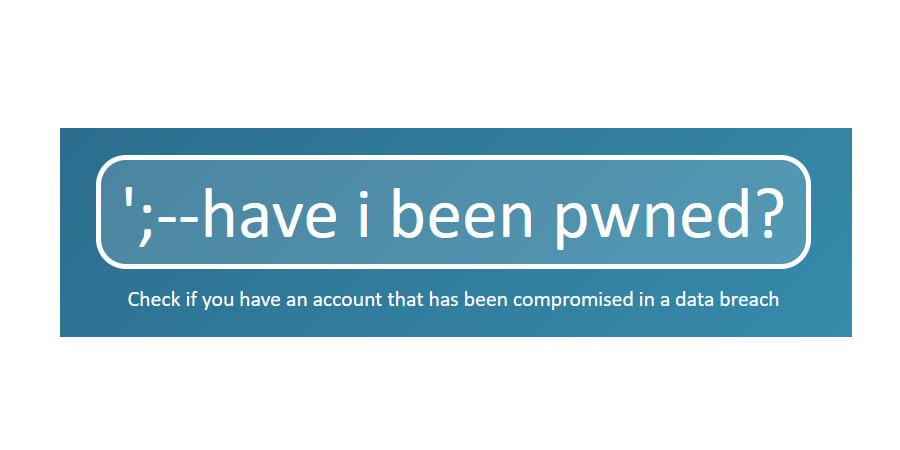 ';--have i been pwned?
Check if you have an account that has been compromised in a data breach